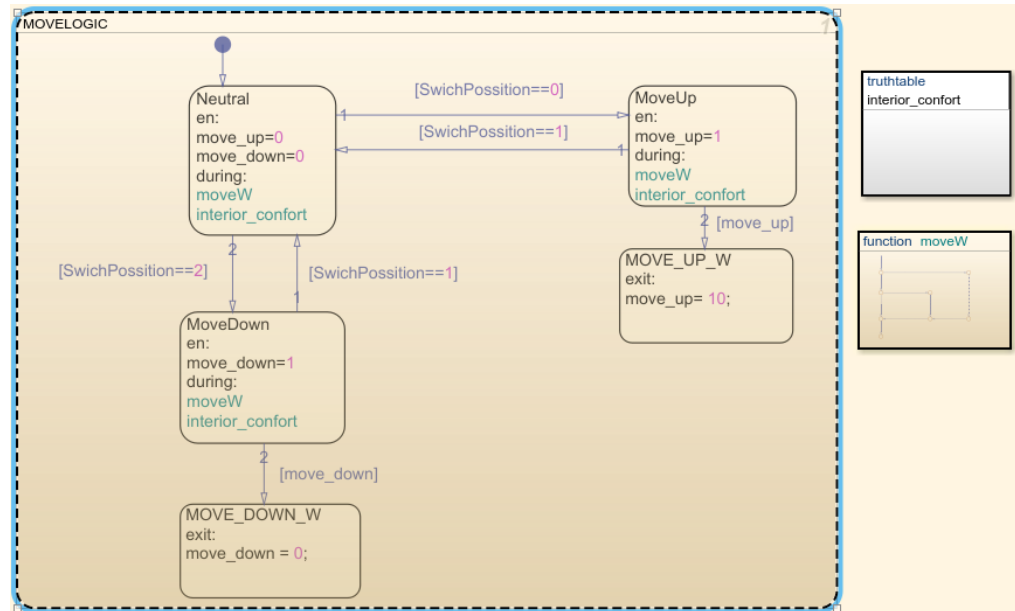 MOVELOGIC
1
Neutral
en:
move_up=0
move_down=0
during:
moveW
interior_confort
[SwichPossition==0]
1
[SwichPossition==1]
1
MoveUp
en:
move_up=1
during:
moveW
interior_confort
2
[move_up]
MOVE_UP_W
exit:
move_up= 10;
2
[SwichPossition==2]
[SwichPossition==1]
1
MoveDown
en:
move_down=1
during:
moveW
interior_confort
2
[move_down]
MOVE_DOWN_W
exit:
move_down = 0;
truthtable
interior_confort
function moveW